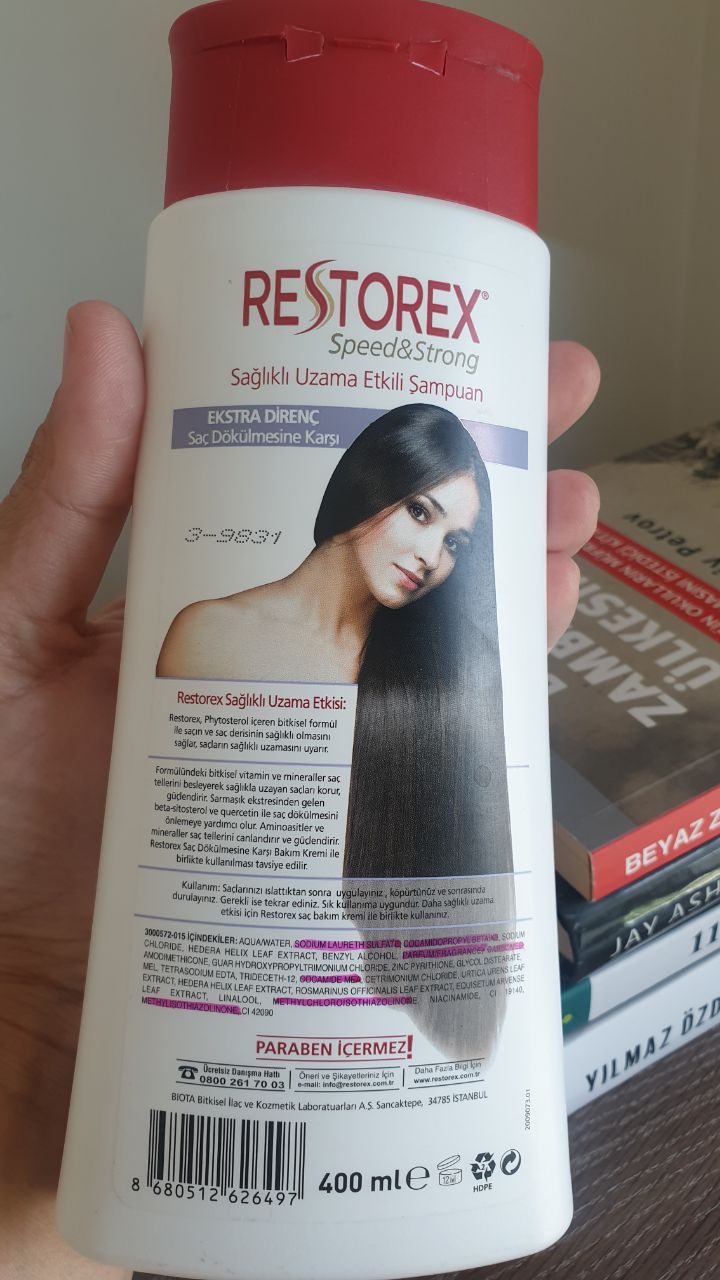 RESTOREX®
Speed&Strong
Sağlıklı Uzama Etkili Şampuan
EKSTRA DİRENÇ
Saç Dökülmesine Karşı
3-9831
Restorex Sağlıklı Uzama Etkisi:
Restorex, Phytosterol içeren bitkisel formül
ile saçın ve saç derisinin sağlıklı olmasını
sağlar, saçların sağlıklı uzamasını uyarır.
Formülündeki bitkisel vitamin ve mineraller saç
tellerini besleyerek sağlıkla uzayan saçları korur,
güçlendirir. Sarmaşık ekstresinden gelen
beta-sitosterol ve quercetin ile saç dökülmesini
önlemeye yardımcı olur. Aminoasitler ve
mineraller saç tellerini canlandırır ve güçlendirir.
Restorex Saç Dökülmesine Karşı Bakım Kremi ile
birlikte kullanılması tavsiye edilir.
Kullanım: Saçlarınızı ıslattıktan sonra uygulayınız , köpürtünüz ve sonrasında
durulayınız. Gerekli ise tekrar ediniz. Sık kullanıma uygundur. Daha sağlıklı uzama
etkisi için Restorex saç bakım kremi ile birlikte kullanınız.
3000572-015 İÇİNDEKİLER: AQUA/WATER, SODIUM LAURETH SULFATE, COCAMIDOPROPYL BETAINE, SODIUM
CHLORIDE, HEDERA HELIX LEAF EXTRACT, BENZYL ALCOHOL, PARFUM/FRAGRANCE,
AMODIMETHICONE, GUAR HYDROXYPROPYLTRIMONIUM CHLORIDE, ZINC PYRITHIONE, GLYCOL DISTEARATE,
MEL, TETRASODIUM EDTA, TRIDECETH-12, COCAMIDE MEA, CETRIMONIUM CHLORIDE, URTICA URENS LEAF
EXTRACT, HEDERA HELIX LEAF EXTRACT, ROSMARINUS OFFICINALIS LEAF EXTRACT, EQUISETUM ARVENSE
LEAF EXTRACT, LINALOOL, METHYLCHLOROISOTHIAZOLINONE, NIACINAMIDE, CI 19140,
METHYLISOTHIAZOLINONE, CI 42090
PARABEN İÇERMEZ!
Ücretsiz Danışma Hattı
0800 261 70 03
Öneri ve Şikayetleriniz İçin
e-mail: info@restorex.com.tr
Daha Fazla Bilgi İçin
www.restorex.com.tr
BIOTA Bitkisel İlaç ve Kozmetik Laboratuarları A.Ş. Sancaktepe, 34785 İSTANBUL
2009073.01
8 680512 626497
400 ml e
12M
2
HDPE
Petrov
ZAMB
ÜLKESİ
BEYAZ Z
JAY ASH
11
YILMAZ ÖZD